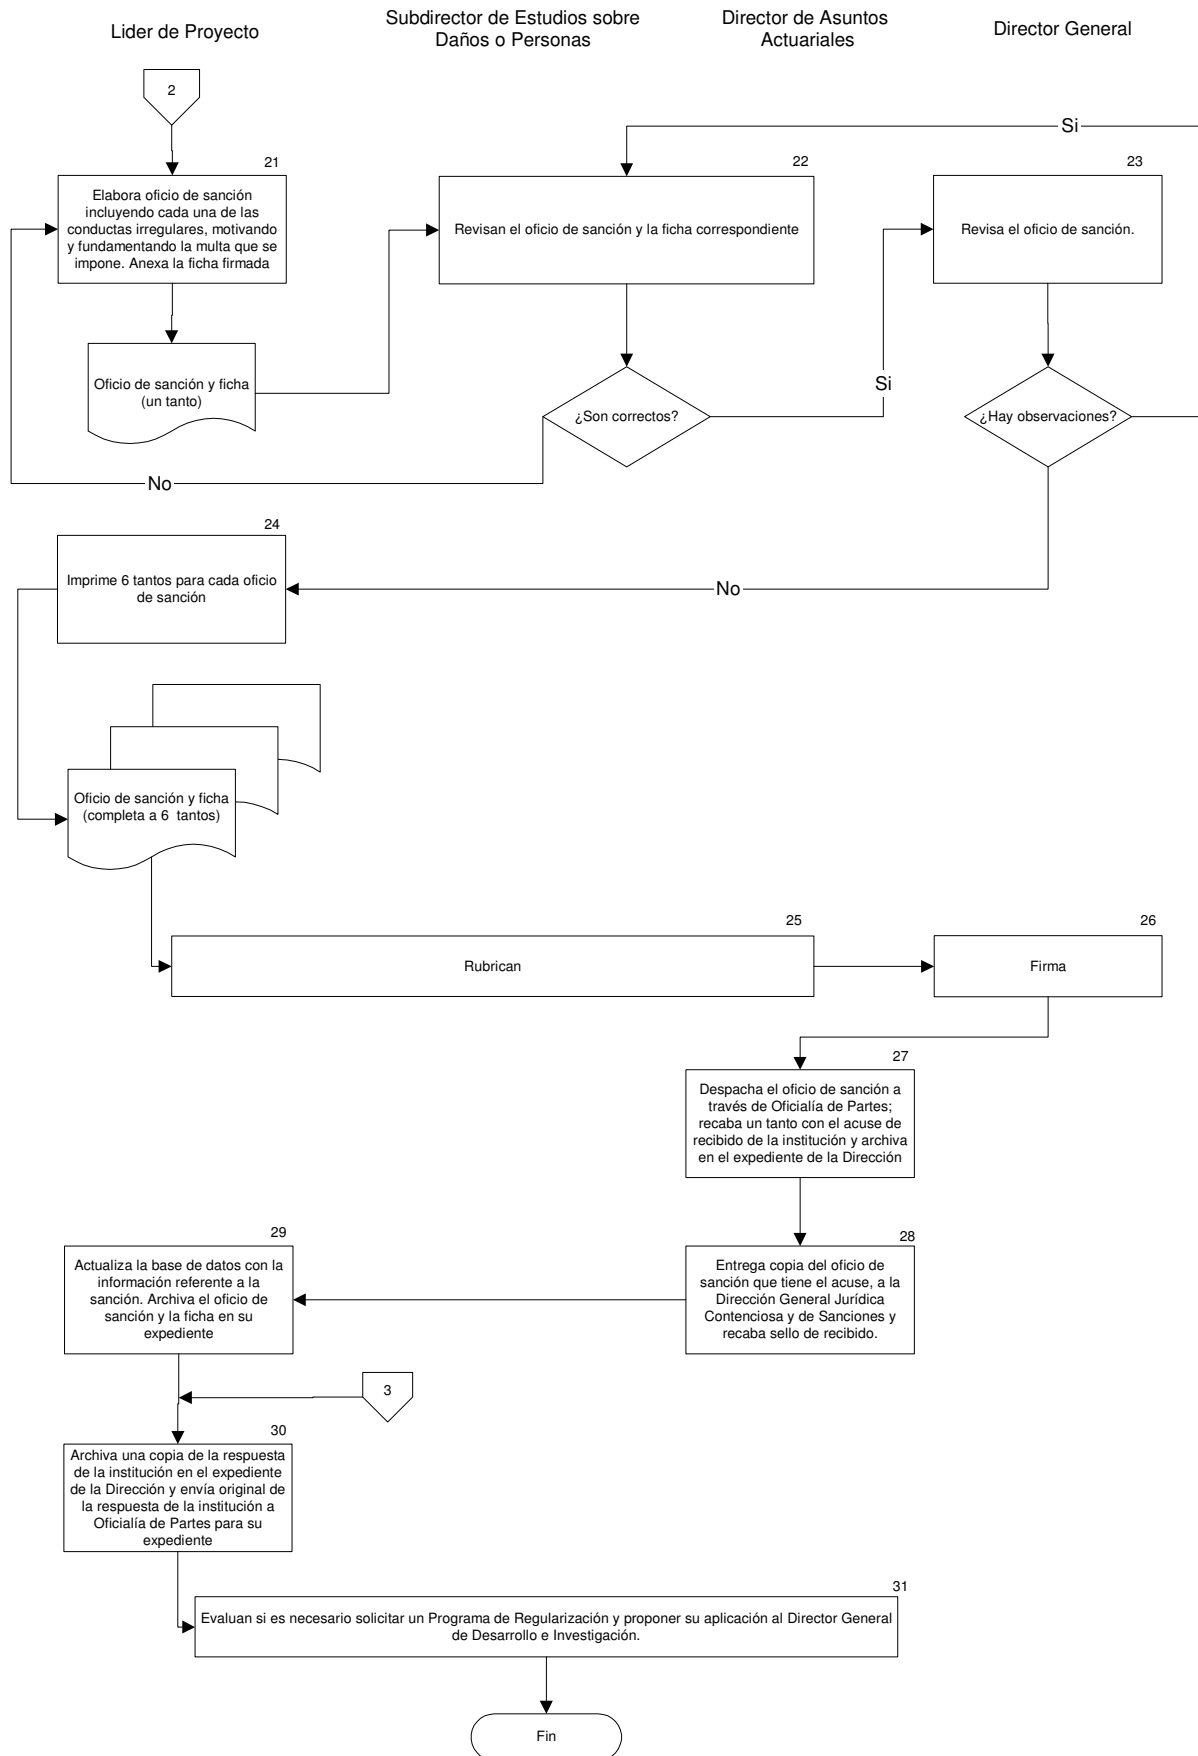 Lider de Proyecto
Subdirector de Estudios sobre
Daños o Personas
Director de Asuntos
Actuariales
Director General
2
Si
21
Elabora oficio de sanción
incluyendo cada una de las
conductas irregulares, motivando
y fundamentando la multa que se
impone. Anexa la ficha firmada
22
Revisan el oficio de sanción y la ficha correspondiente
23
Revisa el oficio de sanción.
Oficio de sanción y ficha
(un tanto)
¿Son correctos?
Si
¿Hay observaciones?
No
24
Imprime 6 tantos para cada oficio
de sanción
No
Oficio de sanción y ficha
(completa a 6 tantos)
25
Rubrican
26
Firma
27
Despacha el oficio de sanción a
través de Oficialía de Partes;
recaba un tanto con el acuse de
recibido de la institución y archiva
en el expediente de la Dirección
28
Entrega copia del oficio de
sanción que tiene el acuse, a la
Dirección General Jurídica
Contenciosa y de Sanciones y
recaba sello de recibido.
29
Actualiza la base de datos con la
información referente a la
sanción. Archiva el oficio de
sanción y la ficha en su
expediente
3
30
Archiva una copia de la respuesta
de la institución en el expediente
de la Dirección y envía original de
la respuesta de la institución a
Oficialía de Partes para su
expediente
31
Evaluan si es necesario solicitar un Programa de Regularización y proponer su aplicación al Director General
de Desarrollo e Investigación.
Fin